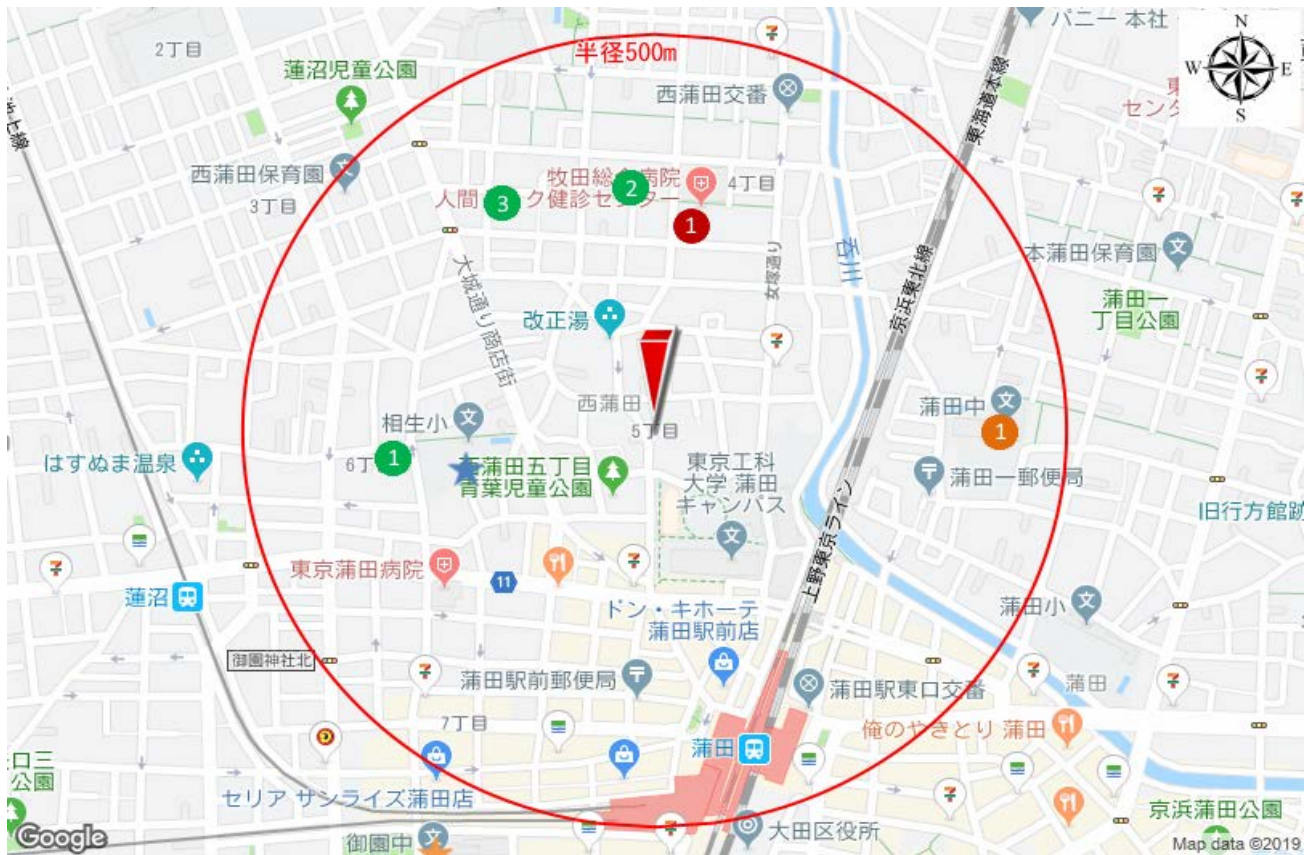 パニー 本社
2丁目
半径500m
N
W
E
S
蓮沼児童公園
西蒲田交番
東海道本線
池上線
セン
西蒲田保育園
3丁目
牧田総
病院
4丁目
人間
ク健診セ
ター
2
3
1
呑川
京浜東北線
本蒲田保育園
女塚通り
大城通り商店街
蒲田一
丁目公園
改正湯
西蒲田
5丁目
相生小
蒲田中
1
はすぬま温泉
6丁
1
蒲田五丁目
青葉児童公園
東京工科
大学 蒲田
キャンパス
蒲田一郵便局
旧行方館跡
上野東京ライン
東京蒲田病院
11
蓮沼
ドン・キホーテ
蒲田駅前店
蒲田小
御園神社北
蒲田駅前郵便局
蒲田駅東口交番
蒲田
7丁目
俺のやきとり 蒲田
蒲田
口三
公園
セリア サンライズ蒲田店
京浜蒲田公園
御園中
大田区役所
Google
Map data ©2019